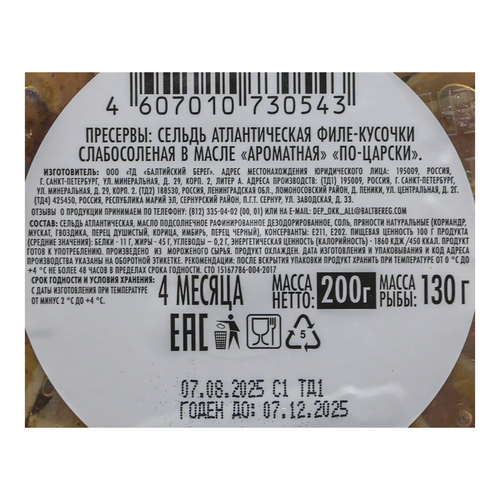 4 607010 730543
ПРЕСЕРВЫ: СЕЛЬДЬ АТЛАНТИЧЕСКАЯ ФИЛЕ-КУСОЧКИ
СЛАБОСОЛЕНАЯ В МАСЛЕ «АРОМАТНАЯ» «ПО-ЦАРСКИ».
ИЗГОТОВИТЕЛЬ: ООО «ТД «БАЛТИЙСКИЙ БЕРЕГ». АДРЕС МЕСТОНАХОЖДЕНИЯ ЮРИДИЧЕСКОГО ЛИЦА: 195009, РОССИЯ,
Г. САНКТ-ПЕТЕРБУРГ, УЛ. МИНЕРАЛЬНАЯ, Д. 29, КОРП. 2, ЛИТЕР А. АДРЕСА ПРОИЗВОДСТВ: (ТД1) 195009, РОССИЯ, Г. САНКТ-ПЕТЕРБУРГ,
УЛ. МИНЕРАЛЬНАЯ, Д. 29, КОРП. 2. (ТД2) 188530, РОССИЯ, ЛЕНИНГРАДСКАЯ ОБЛ., ЛОМОНОСОВСКИЙ РАЙОН, Д. ПЕНИКИ, УЛ. ЦЕНТРАЛЬНАЯ, Д. 2Г.
(ТД4) 425450, РОССИЯ, РЕСПУБЛИКА МАРИЙ ЭЛ, СЕРНУРСКИЙ РАЙОН, П.Г.Т. СЕРНУР, УЛ. ЗАВОДСКАЯ, Д. 33.
ОТЗЫВЫ О ПРОДУКЦИИ ПРИНИМАЕМ ПО ТЕЛЕФОНУ: (812) 335-04-02 (00, 01) ИЛИ НА E-MAIL: DEP_OKK_ALL@BALTBEREG.COM
СОСТАВ: СЕЛЬДЬ АТЛАНТИЧЕСКАЯ, МАСЛО ПОДСОЛНЕЧНОЕ РАФИНИРОВАННОЕ ДЕЗОДОРИРОВАННОЕ, СОЛЬ, ПРЯНОСТИ НАТУРАЛЬНЫЕ (КОРИАНДР,
МУСКАТ, ГВОЗДИКА, ПЕРЕЦ ДУШИСТЫЙ, КОРИЦА, ИМБИРЬ, ПЕРЕЦ ЧЕРНЫЙ), КОНСЕРВАНТЫ: Е211, Е202. ПИЩЕВАЯ ЦЕННОСТЬ 100 Г ПРОДУКТА
(СРЕДНИЕ ЗНАЧЕНИЯ): БЕЛКИ - 11 Г, ЖИРЫ - 45 Г, УГЛЕВОДЫ – 0,2 Г, ЭНЕРГЕТИЧЕСКАЯ ЦЕННОСТЬ (КАЛОРИЙНОСТЬ) - 1860 КДЖ /450 ККАЛ. ПРОДУКТ
ГОТОВ К УПОТРЕБЛЕНИЮ. ПРОИЗВЕДЕНО ИЗ МОРОЖЕНОГО СЫРЬЯ. ПРОДУКТ ОХЛАЖДЕН. ДАТА ИЗГОТОВЛЕНИЯ И УПАКОВЫВАНИЯ И КОД АДРЕСА
ПРОИЗВОДСТВА УКАЗАНЫ НА ОБОРОТНОЙ ЭТИКЕТКЕ. РЕКОМЕНДАЦИИ: ПОСЛЕ ВСКРЫТИЯ УПАКОВКИ ПРОДУКТ ХРАНИТЬ ПРИ ТЕМПЕРАТУРЕ ОТ 0 °С ДО
+4 °С НЕ БОЛЕЕ 48 ЧАСОВ В ПРЕДЕЛАХ СРОКА ГОДНОСТИ. СТО 15167786-004-2017
СРОК ГОДНОСТИ И УСЛОВИЯ ХРАНЕНИЯ:
С ДАТЫ ИЗГОТОВЛЕНИЯ ПРИ ТЕМПЕРАТУРЕ
ОТ МИНУС 2 °С ДО +4 °С.
4 МЕСЯЦА
МАССА НЕТТО: 200г
МАССА РЫБЫ: 130 г
ЕАС
5
07.08.2025 С1 ТД1
ГОДЕН ДО: 07.12.2025